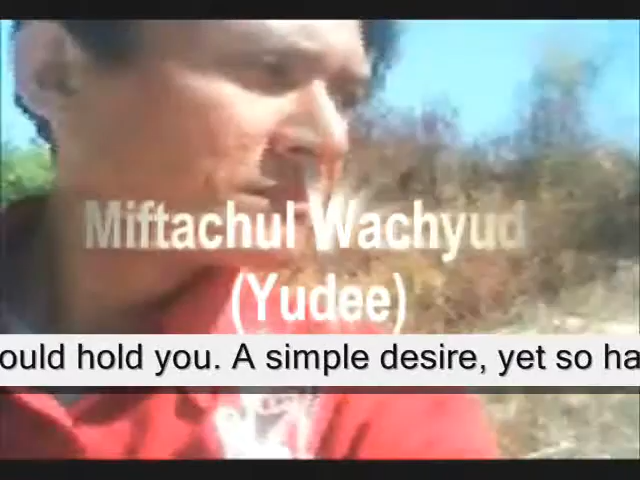 Miftachul Wachyud
(Yudee)
ould hold you. A simple desire, yet so ha